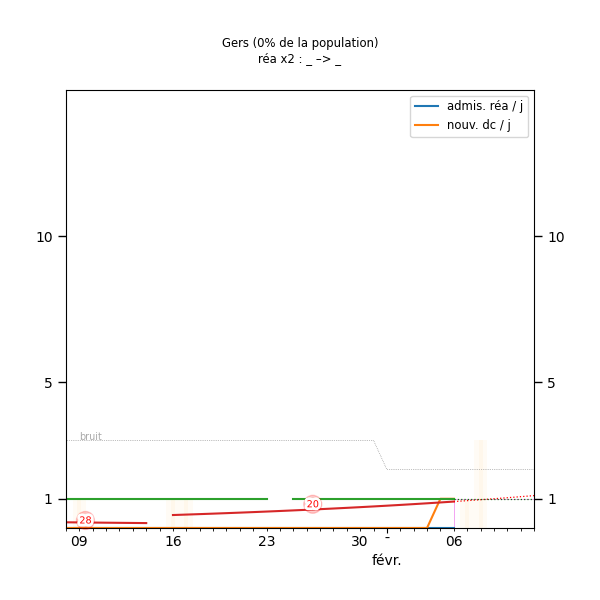 Gers (0% de la population)
réa x2 : _ –> _
admis. réa / j
nouv. dc / j
10
10
5
5
bruit
1
1
28
20
09
16
23
30
-
06
févr.